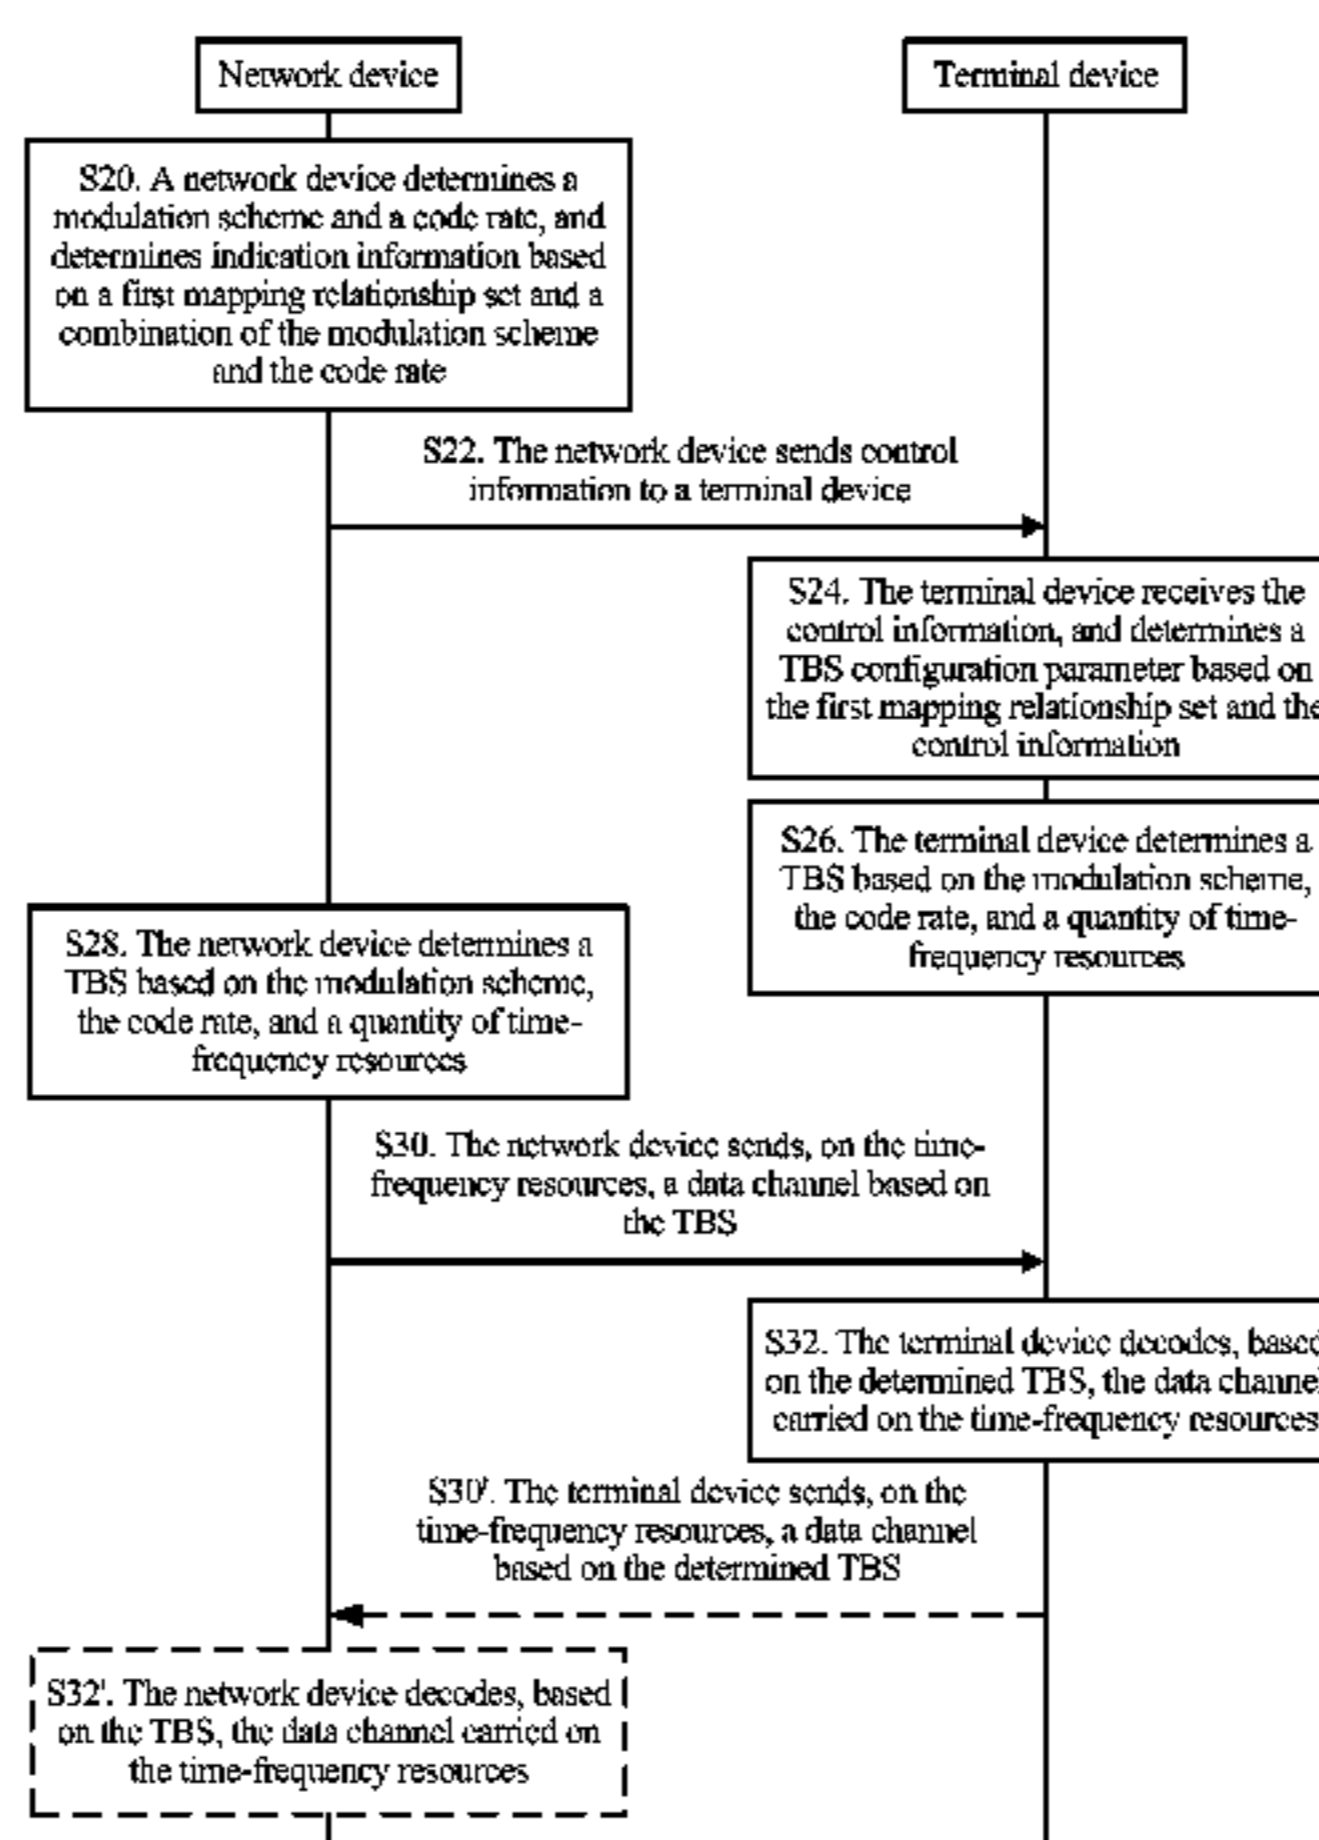 Network device
Terminal device
S20. A network device determines a
modulation scheme and a code rate, and
determines indication information based
on a first mapping relationship set and a
combination of the modulation scheme
and the code rate
S22. The network device sends control
information to a terminal device
S24. The terminal device receives the
control information, and determines a
TBS configuration parameter based on
the first mapping relationship set and the
control information
S26. The terminal device determines a
TBS based on the modulation scheme,
the code rate, and a quantity of time-
frequency resources
S28. The network device determines a
TBS based on the modulation scheme,
the code rate, and a quantity of time-
frequency resources
S30. The network device sends, on the time-
frequency resources, a data channel based on
the TBS
S32. The terminal device decodes, based
on the determined TBS, the data channel
carried on the time-frequency resources
S30'. The terminal device sends, on the
time-frequency resources, a data channel
based on the determined TBS
S32'. The network device decodes, based
on the TBS, the data channel carried on
the time-frequency resources